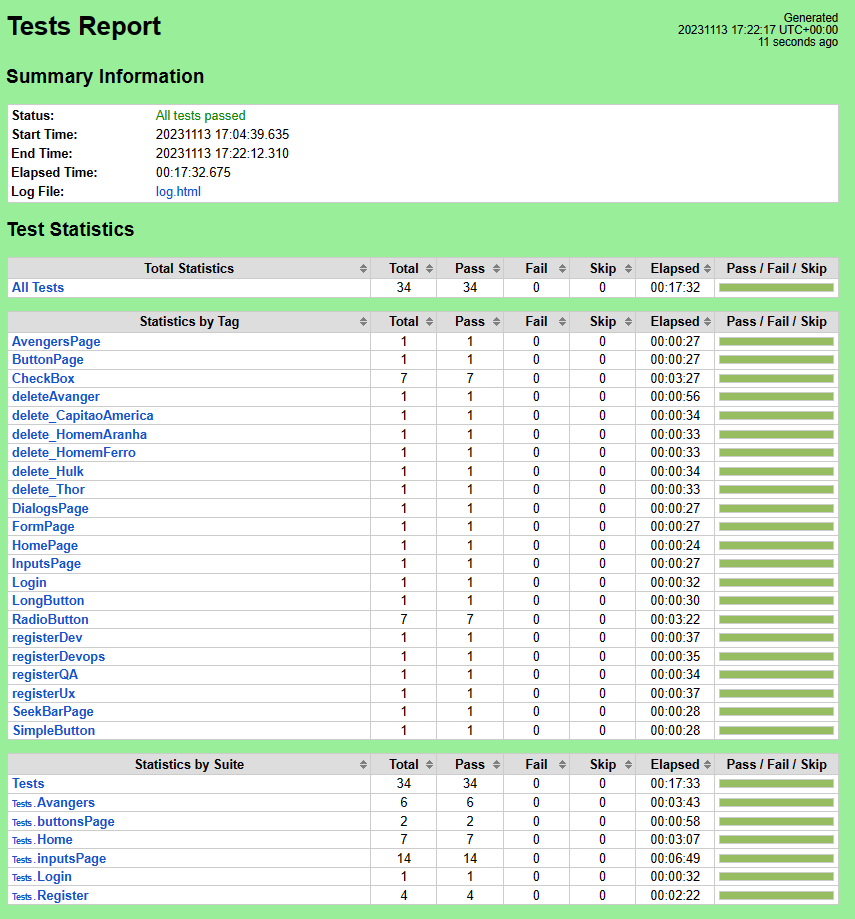 Tests Report
Generated
20231113 17:22:17 UTC+00:00
11 seconds ago
Summary Information
Status: All tests passed
Start Time: 20231113 17:04:39.635
End Time: 20231113 17:22:12.310
Elapsed Time: 00:17:32.675
Log File: log.html
Test Statistics
Total Statistics Total Pass Fail Skip Elapsed Pass / Fail / Skip
All Tests 34 34 0 0 00:17:32
Statistics by Tag Total Pass Fail Skip Elapsed Pass / Fail / Skip
AvengersPage 1 1 0 0 00:00:27
ButtonPage 1 1 0 0 00:00:27
CheckBox 7 7 0 0 00:03:27
deleteAvanger 1 1 0 0 00:00:56
delete_CapitaoAmerica 1 1 0 0 00:00:34
delete_HomemAranha 1 1 0 0 00:00:33
delete_HomemFerro 1 1 0 0 00:00:33
delete_Hulk 1 1 0 0 00:00:34
delete_Thor 1 1 0 0 00:00:33
DialogsPage 1 1 0 0 00:00:27
FormPage 1 1 0 0 00:00:27
HomePage 1 1 0 0 00:00:24
InputsPage 1 1 0 0 00:00:27
Login 1 1 0 0 00:00:32
LongButton 1 1 0 0 00:00:30
RadioButton 7 7 0 0 00:03:22
registerDev 1 1 0 0 00:00:37
registerDevops 1 1 0 0 00:00:35
registerQA 1 1 0 0 00:00:34
registerUx 1 1 0 0 00:00:37
SeekBarPage 1 1 0 0 00:00:28
SimpleButton 1 1 0 0 00:00:28
Statistics by Suite Total Pass Fail Skip Elapsed Pass / Fail / Skip
Tests 34 34 0 0 00:17:33
Tests . Avangers 6 6 0 0 00:03:43
Tests . buttonsPage 2 2 0 0 00:00:58
Tests . Home 7 7 0 0 00:03:07
Tests . inputsPage 14 14 0 0 00:06:49
Tests . Login 1 1 0 0 00:00:32
Tests . Register 4 4 0 0 00:02:22